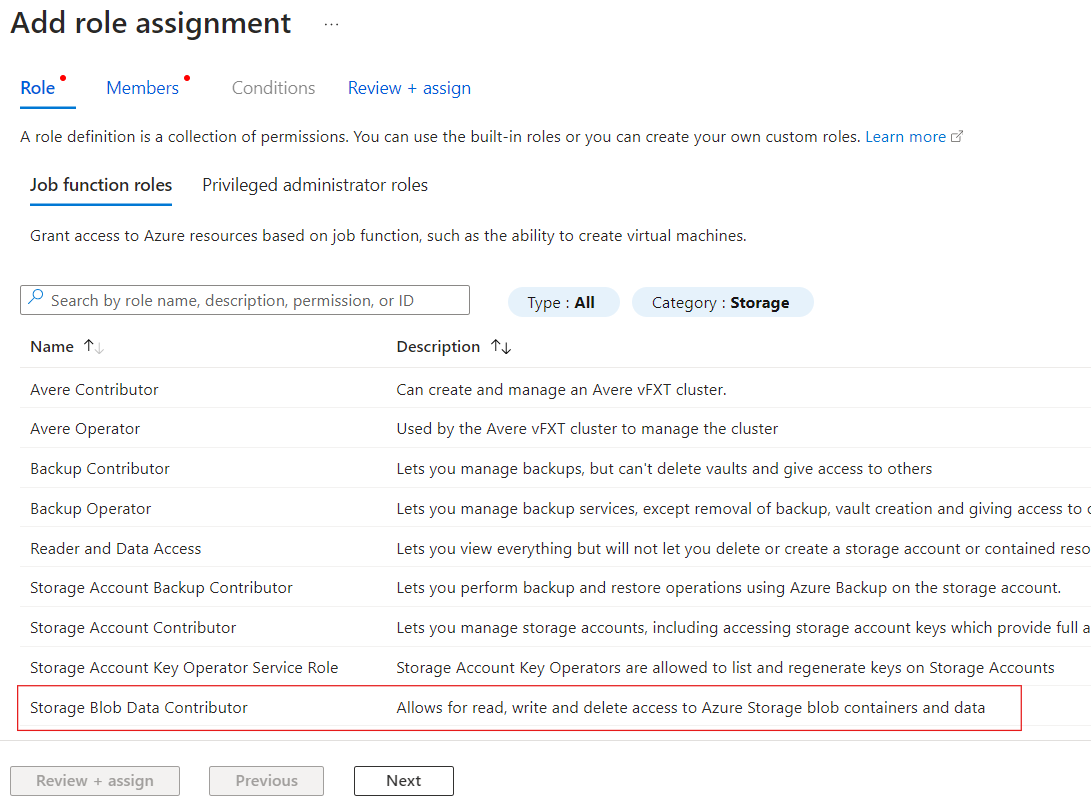 Add role assignment ...
Role Members Conditions Review + assign
A role definition is a collection of permissions. You can use the built-in roles or you can create your own custom roles. Learn more
Job function roles Privileged administrator roles
Grant access to Azure resources based on job function, such as the ability to create virtual machines.
Search by role name, description, permission, or ID Type : All Category : Storage
Name ↑↓ Description ↑↓
Avere Contributor Can create and manage an Avere vFXT cluster.
Avere Operator Used by the Avere vFXT cluster to manage the cluster
Backup Contributor Lets you manage backups, but can't delete vaults and give access to others
Backup Operator Lets you manage backup services, except removal of backup, vault creation and giving access to
Reader and Data Access Lets you view everything but will not let you delete or create a storage account or contained reso
Storage Account Backup Contributor Lets you perform backup and restore operations using Azure Backup on the storage account.
Storage Account Contributor Lets you manage storage accounts, including accessing storage account keys which provide full a
Storage Account Key Operator Service Role Storage Account Key Operators are allowed to list and regenerate keys on Storage Accounts
Storage Blob Data Contributor Allows for read, write and delete access to Azure Storage blob containers and data
Review + assign Previous Next